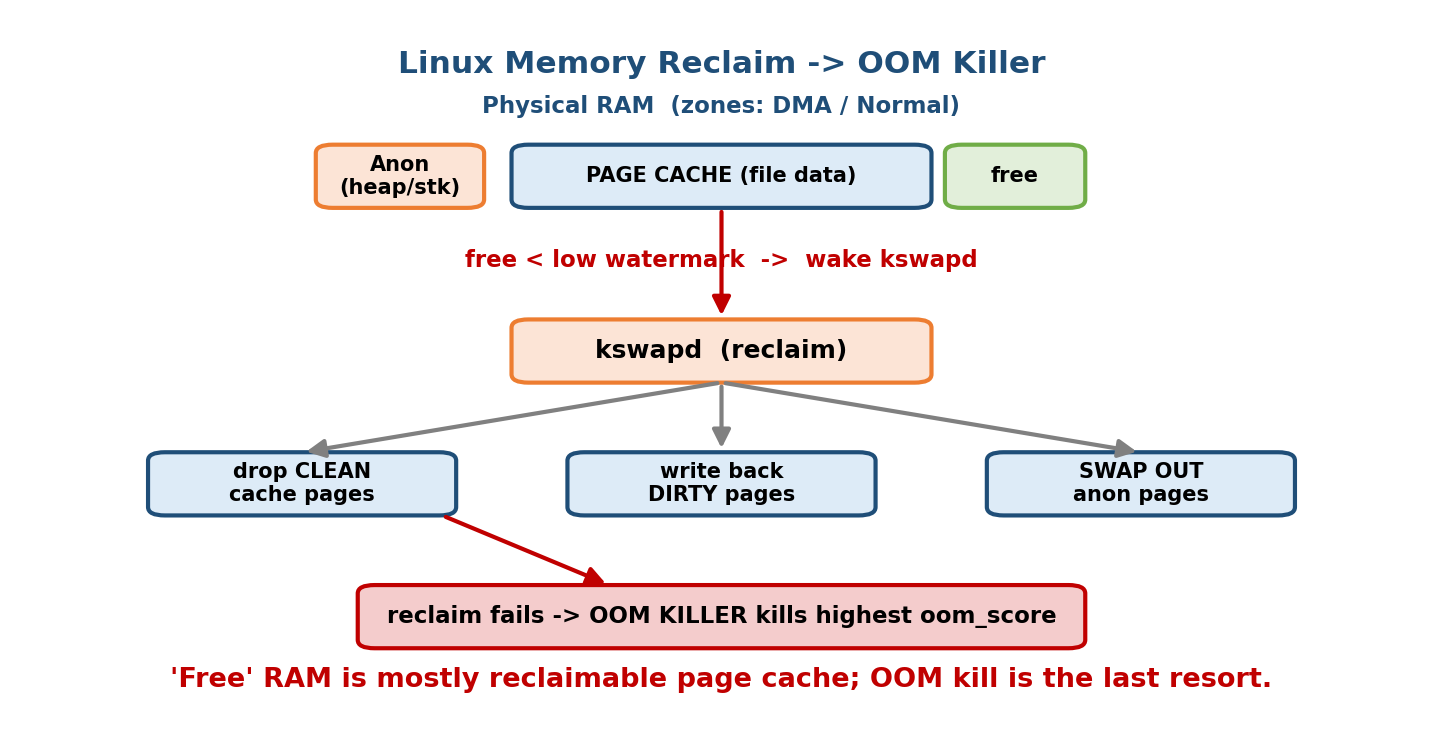 Linux Memory Reclaim -> OOM Killer
Physical RAM  (zones: DMA / Normal)
Anon
(heap/stk)
PAGE CACHE (file data)
free
free < low watermark  ->  wake kswapd
kswapd  (reclaim)
drop CLEAN
cache pages
write back
DIRTY pages
SWAP OUT
anon pages
reclaim fails -> OOM KILLER kills highest oom_score
'Free' RAM is mostly reclaimable page cache; OOM kill is the last resort.